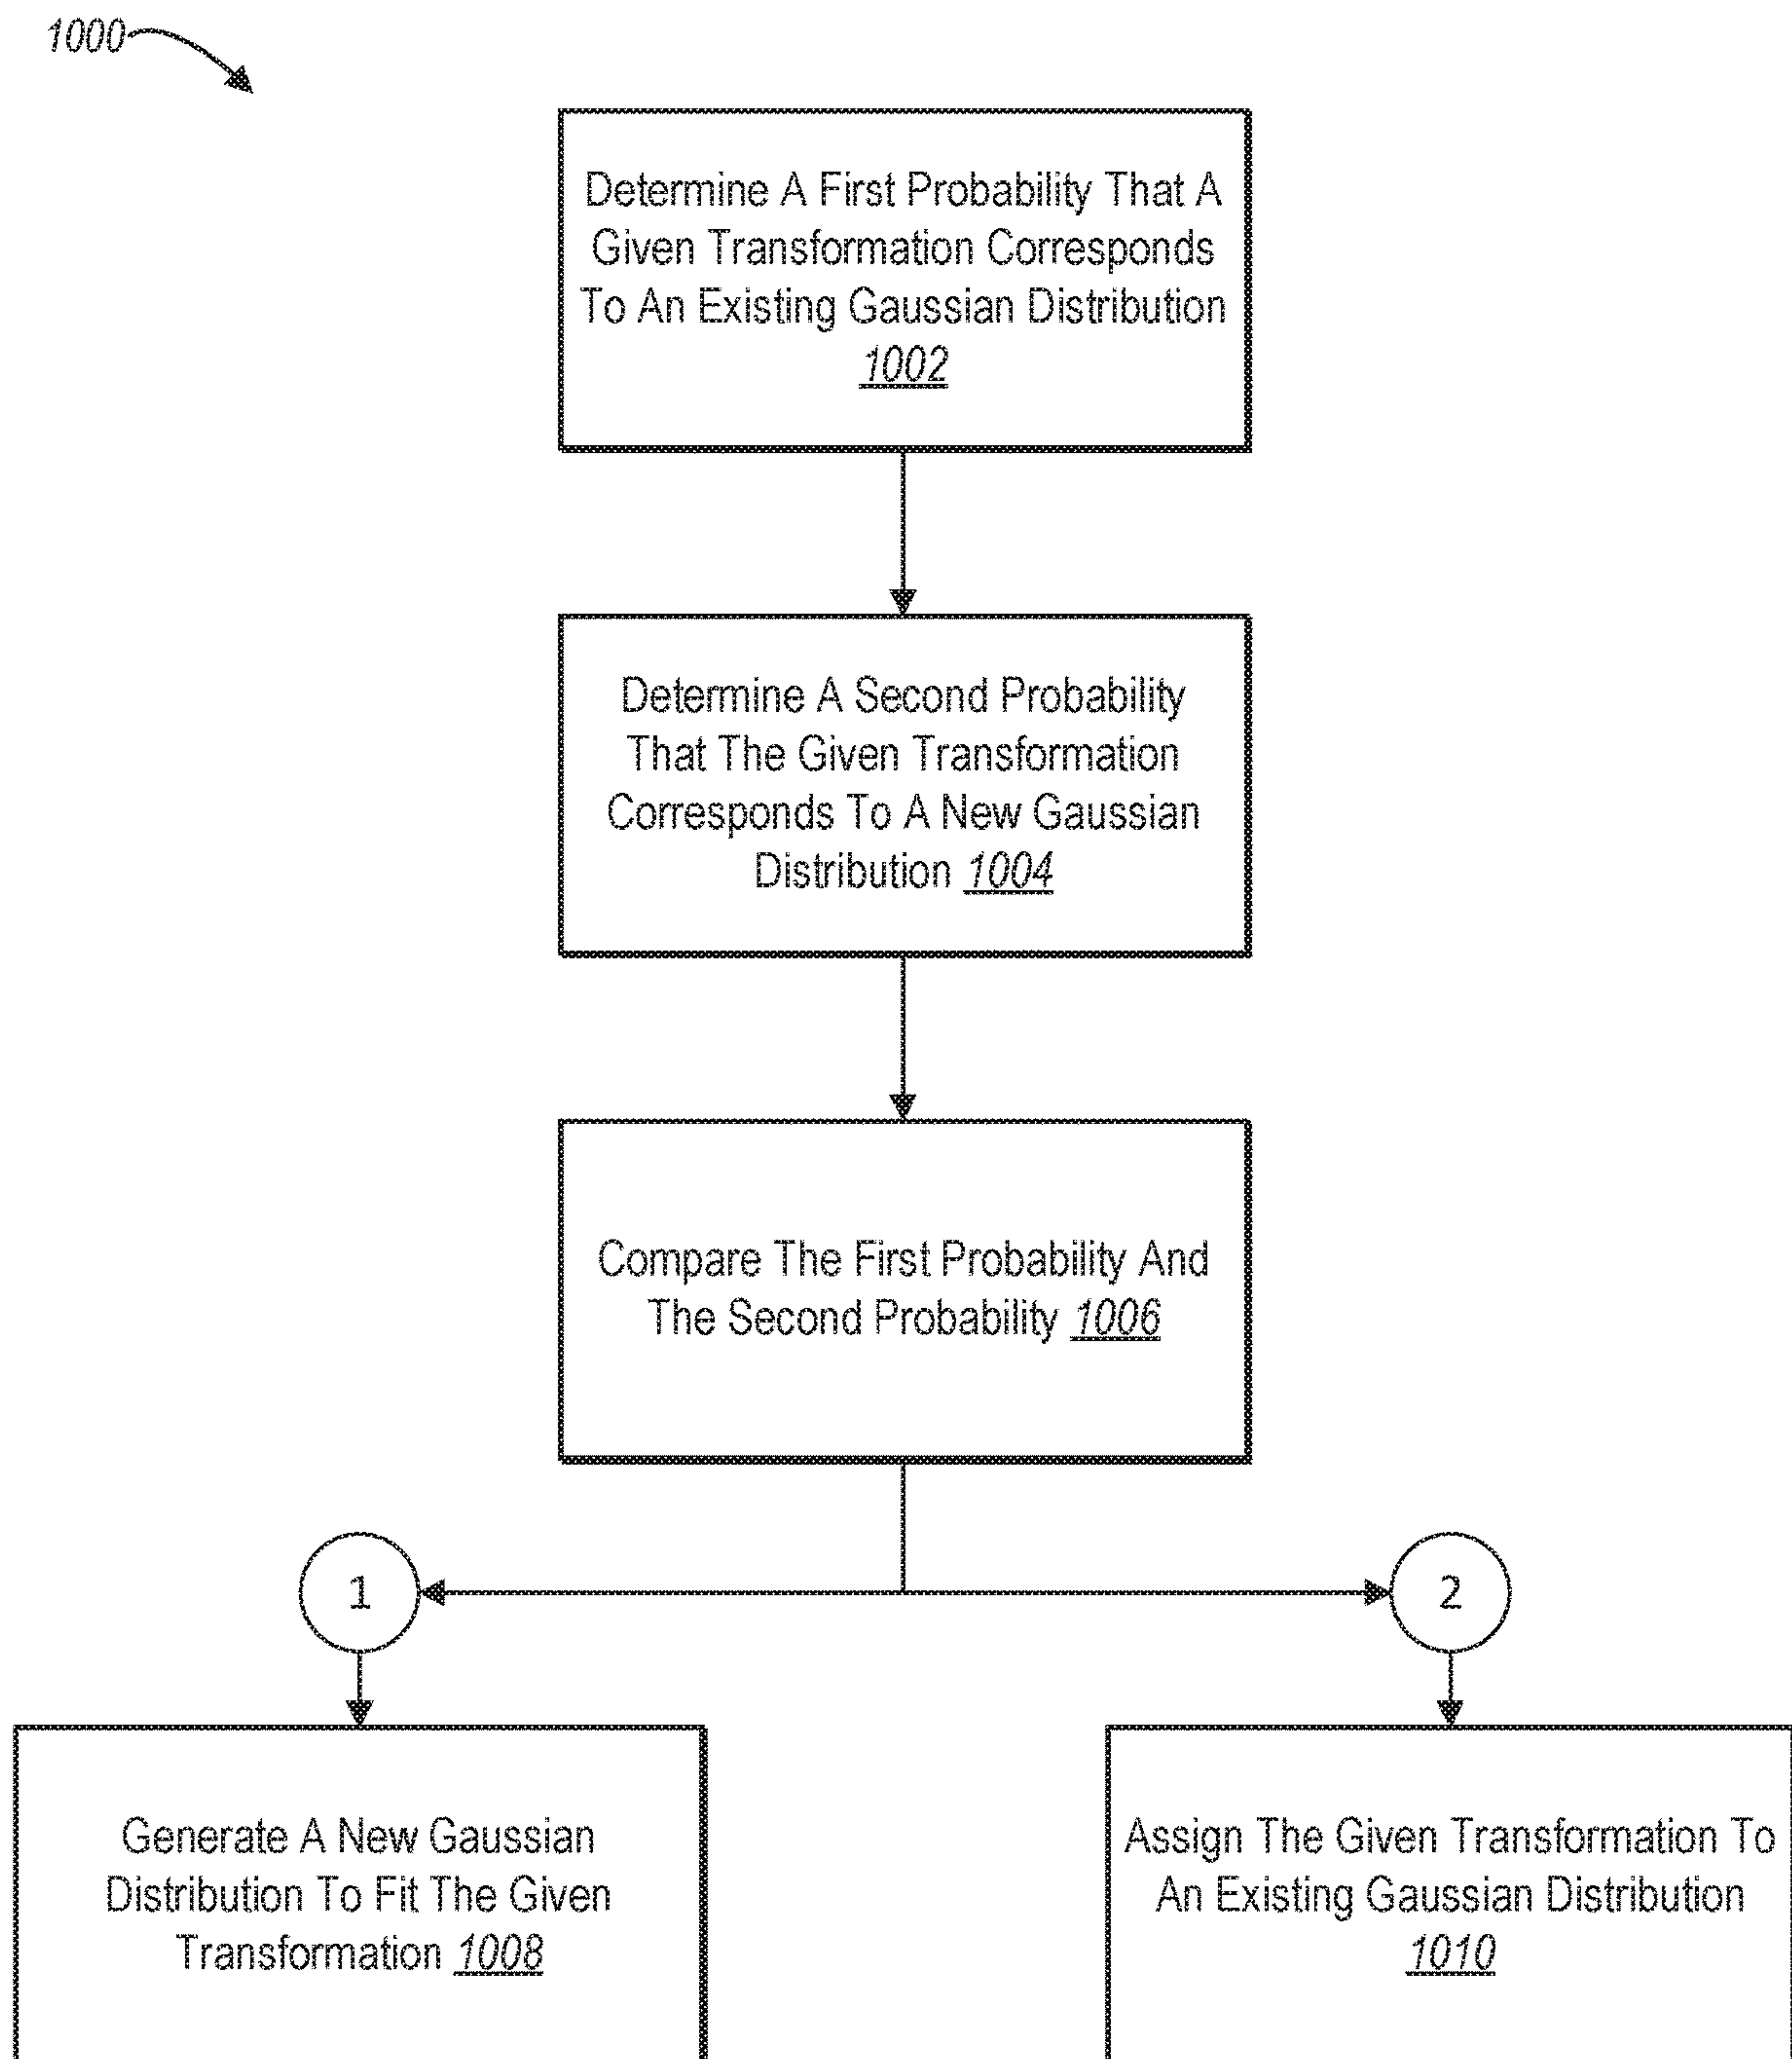 1000
Determine A First Probability That A
Given Transformation Corresponds
To An Existing Gaussian Distribution
1002
Determine A Second Probability
That The Given Transformation
Corresponds To A New Gaussian
Distribution 1004
Compare The First Probability And
The Second Probability 1006
1
2
Generate A New Gaussian
Distribution To Fit The Given
Transformation 1008
Assign The Given Transformation To
An Existing Gaussian Distribution
1010